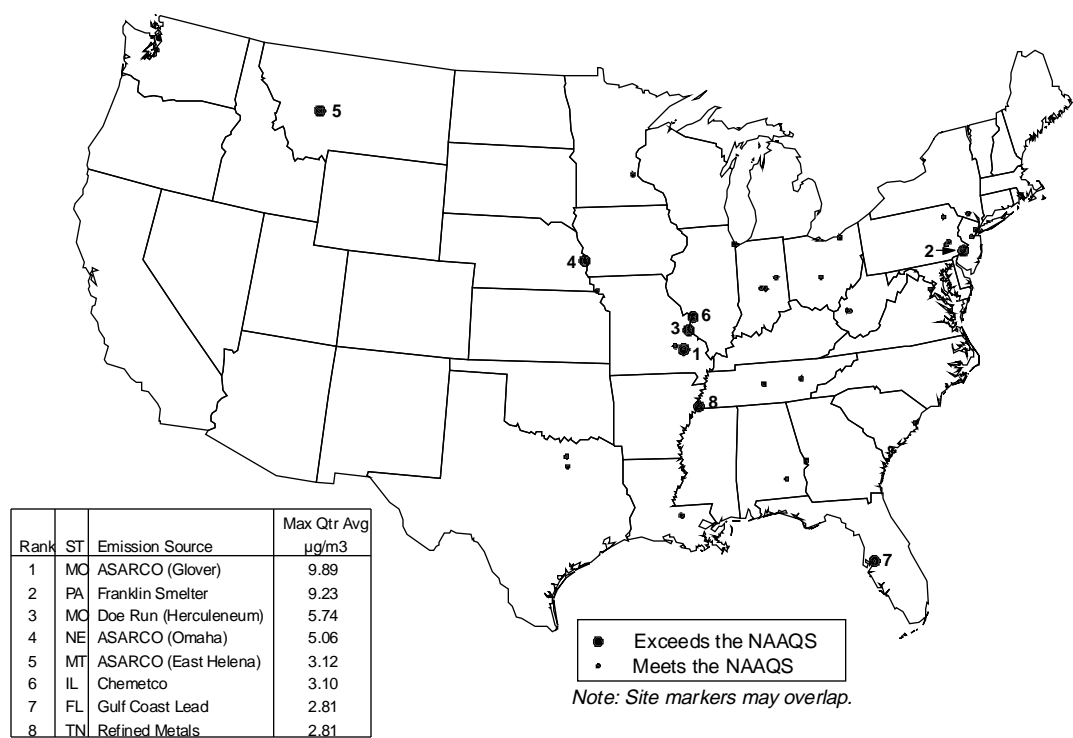 5
2
4
6
3
1
8
7
Max Qtr Avg
Rank ST Emission Source µg/m3
1 MO ASARCO (Glover) 9.89
2 PA Franklin Smelter 9.23
3 MO Doe Run (Herculeneum) 5.74
4 NE ASARCO (Omaha) 5.06
5 MT ASARCO (East Helena) 3.12
6 IL Chemetco 3.10
7 FL Gulf Coast Lead 2.81
8 TN Refined Metals 2.81
Exceeds the NAAQS
Meets the NAAQS
Note: Site markers may overlap.